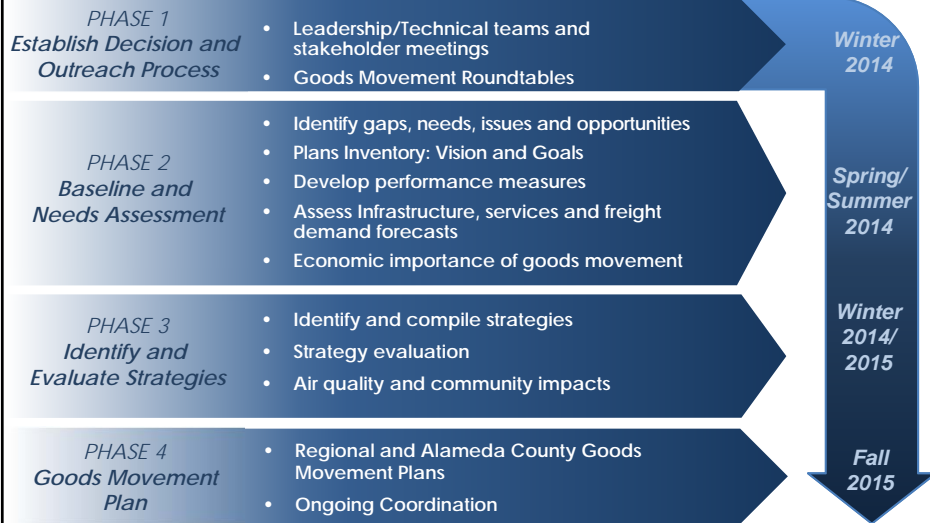 PHASE 1
Establish Decision and
Outreach Process
• Leadership/Technical teams and
stakeholder meetings
• Goods Movement Roundtables
Winter
2014
PHASE 2
Baseline and
Needs Assessment
• Identify gaps, needs, issues and opportunities
• Plans Inventory: Vision and Goals
• Develop performance measures
• Assess Infrastructure, services and freight
demand forecasts
• Economic importance of goods movement
Spring/
Summer
2014
PHASE 3
Identify and
Evaluate Strategies
• Identify and compile strategies
• Strategy evaluation
• Air quality and community impacts
Winter
2014/
2015
PHASE 4
Goods Movement
Plan
• Regional and Alameda County Goods
Movement Plans
• Ongoing Coordination
Fall
2015